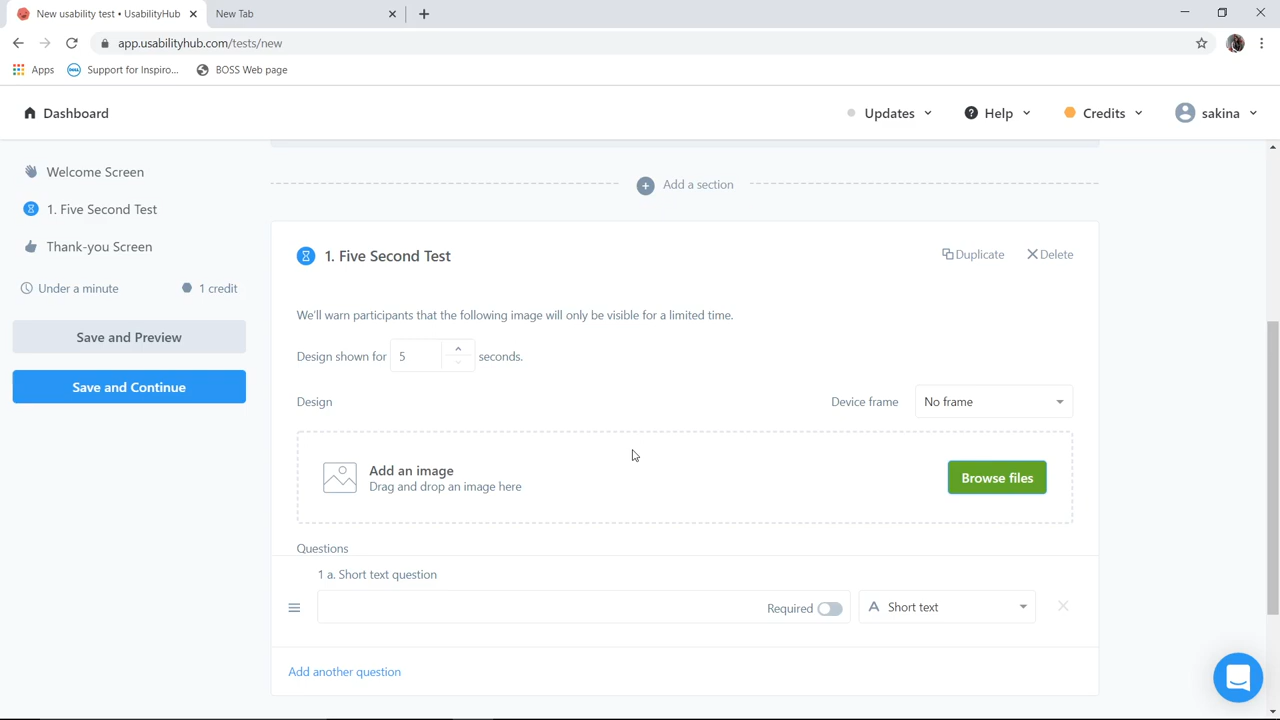 New usability test • UsabilityHub
New Tab
app.usabilityhub.com/tests/new
Apps
Support for Inspiro...
BOSS Web page
Dashboard
Updates
Help
Credits
sakina
Welcome Screen
1. Five Second Test
Thank-you Screen
Under a minute
1 credit
Save and Preview
Save and Continue
Add a section
1. Five Second Test
Duplicate
Delete
We'll warn participants that the following image will only be visible for a limited time.
Design shown for 5 seconds.
Design
Device frame
No frame
Add an image
Drag and drop an image here
Browse files
Questions
1 a. Short text question
Required
A Short text
Add another question